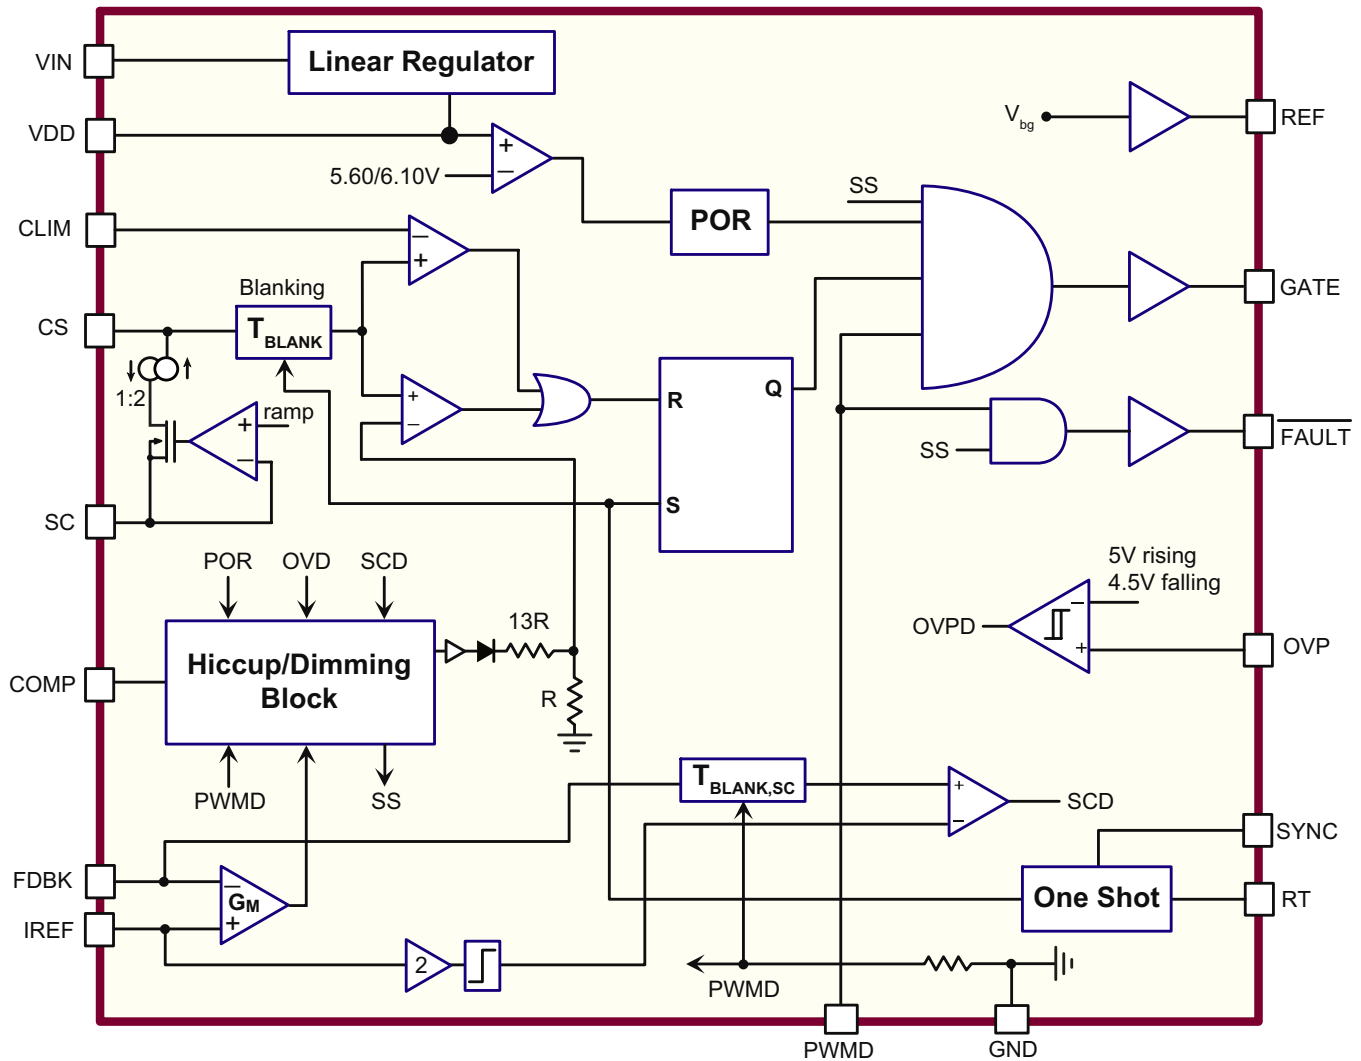 VIN
Linear Regulator
VDD
5.60/6.10V
+
−
V bg
REF
CLIM
−
+
POR
SS
GATE
Blanking
CS
T BLANK
1:2
ramp
+
−
+
−
R
Q
S
SS
FAULT
SC
POR
OVD
SCD
5V rising
4.5V falling
OVPD
−
+
OVP
13R
Hiccup/Dimming
Block
COMP
R
PWMD
SS
T BLANK,SC
+
−
SCD
SYNC
FDBK
−
GM
+
One Shot
RT
IREF
2
PWMD
PWMD
GND